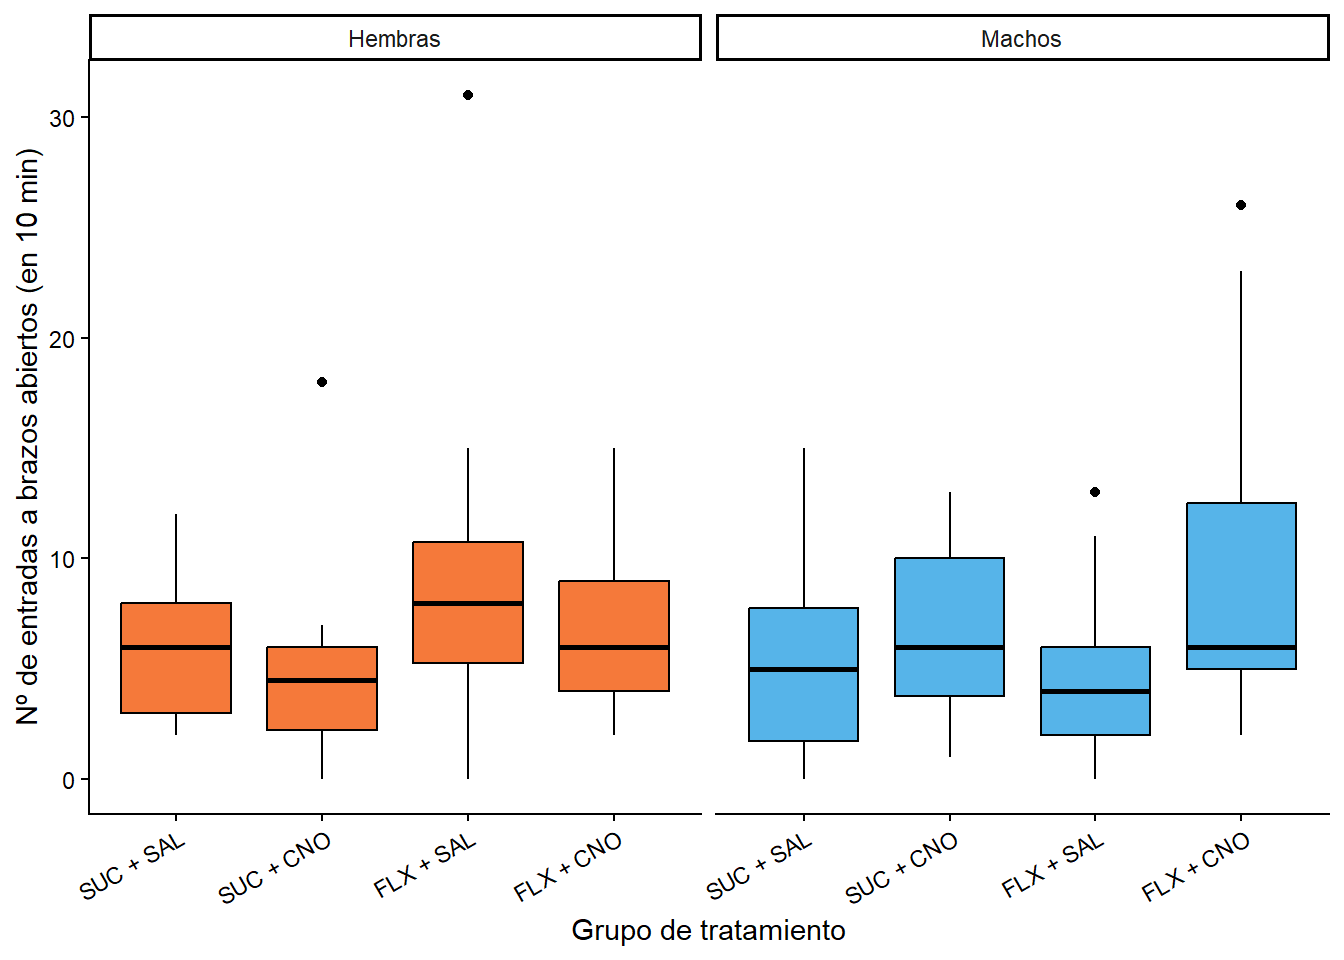 Hembras
Machos
Nº de entradas a brazos abiertos (en 10 min)
30
20
10
0
SUC + SAL
SUC + CNO
FLX + SAL
FLX + CNO
SUC + SAL
SUC + CNO
FLX + SAL
FLX + CNO
Grupo de tratamiento